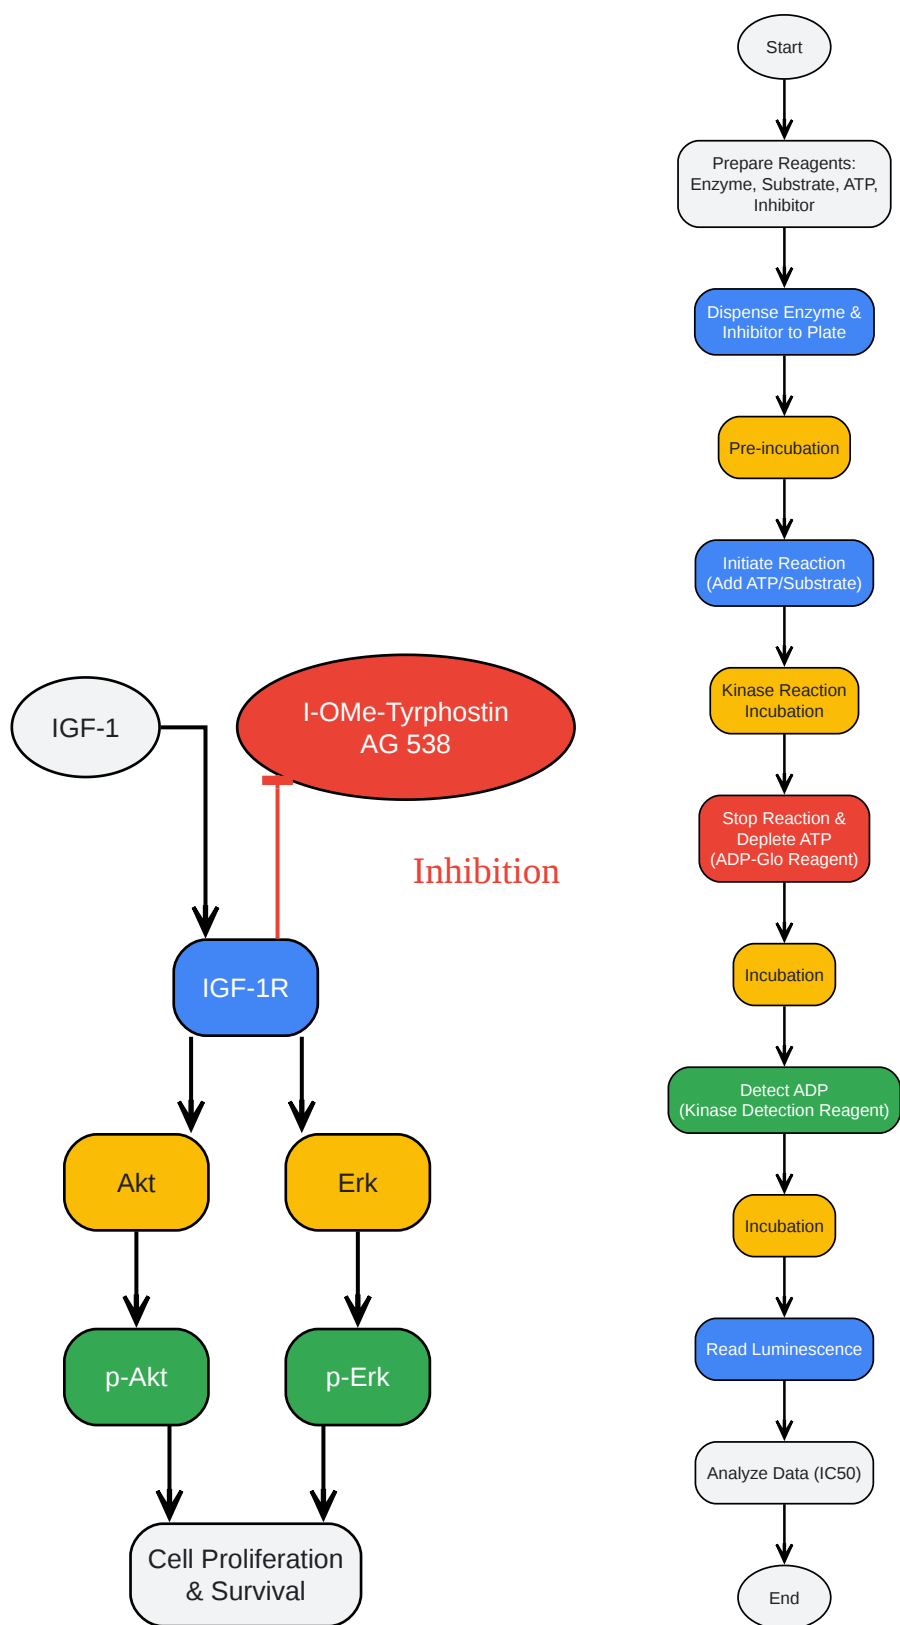 IGF-1
I-OMe-Tyrphostin
AG 538
Inhibition
IGF-1R
Akt
Erk
p-Akt
p-Erk
Cell Proliferation
& Survival
Start
Prepare Reagents:
Enzyme, Substrate, ATP,
Inhibitor
Dispense Enzyme &
Inhibitor to Plate
Pre-incubation
Initiate Reaction
(Add ATP/Substrate)
Kinase Reaction
Incubation
Stop Reaction &
Deplete ATP
(ADP-Glo Reagent)
Incubation
Detect ADP
(Kinase Detection Reagent)
Incubation
Read Luminescence
Analyze Data (IC50)
End